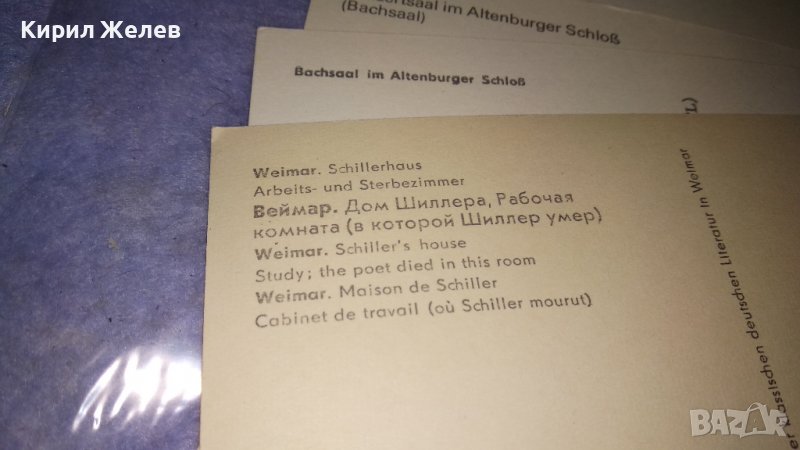 Кирил Желев
im Altenburger Schloß
(Bachsaal)
Bachsaal im Altenburger Schloß
Weimar. Schillerhaus
Arbeits- und Sterbezimmer
Веймар. Дом Шиллера, Рабочая
комната (в которой Шиллер умер)
Weimar. Schiller's house
Study; the poet died in this room
Weimar. Maison de Schiller
Cabinet de travail (où Schiller mourut)
klassischen deutschen Literatur in Weimar
BAZAR